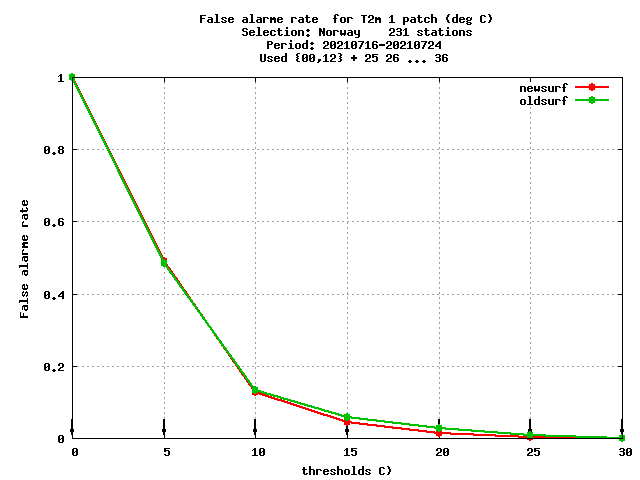 False alarme rate  for T2m 1 patch (deg C)
Selection: Norway    231 stations
Period: 20210716-20210724
Used {00,12} + 25 26 ... 36
newsurf
oldsurf
False alarme rate
1
0.8
0.6
0.4
0.2
0
0 5 10 15 20 25 30
thresholds C)